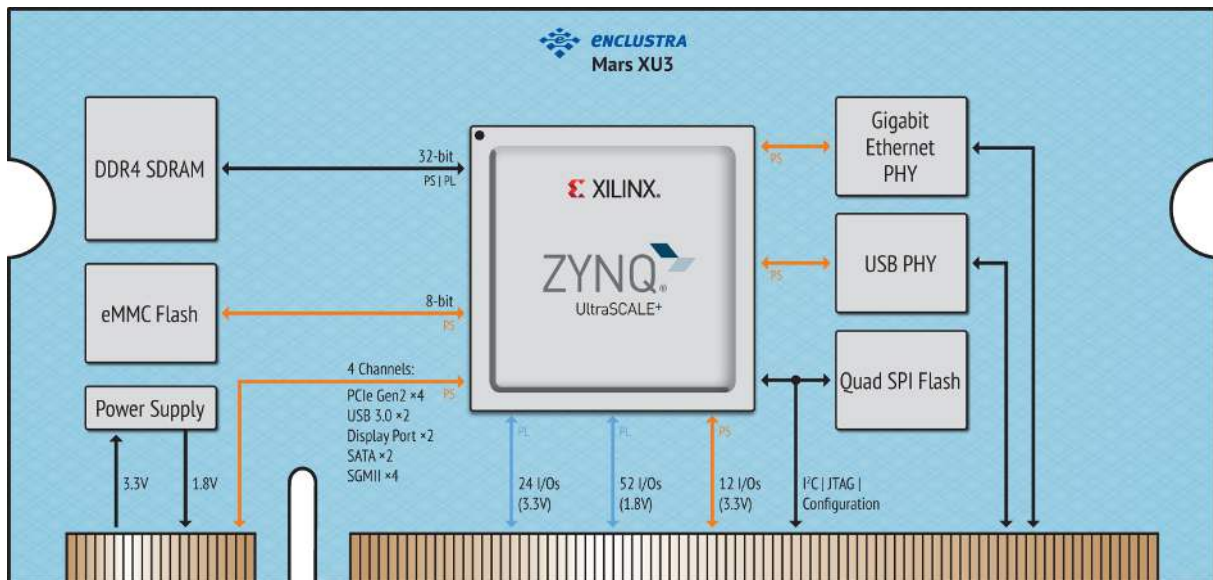 enclustra
Mars XU3
DDR4 SDRAM
32-bit
PS | PL
XILINX®
ZYNQ®
UltraSCALE+
PS
Gigabit
Ethernet
PHY
PS
USB PHY
eMMC Flash
8-bit
PS
Quad SPI Flash
4 Channels:
PCIe Gen2 ×4
USB 3.0 ×2
Display Port ×2
SATA ×2
SGMII ×4
PS
Power Supply
3.3V
1.8V
PL
24 I/Os
(3.3V)
PL
52 I/Os
(1.8V)
PS
12 I/Os
(3.3V)
I²C | JTAG |
Configuration